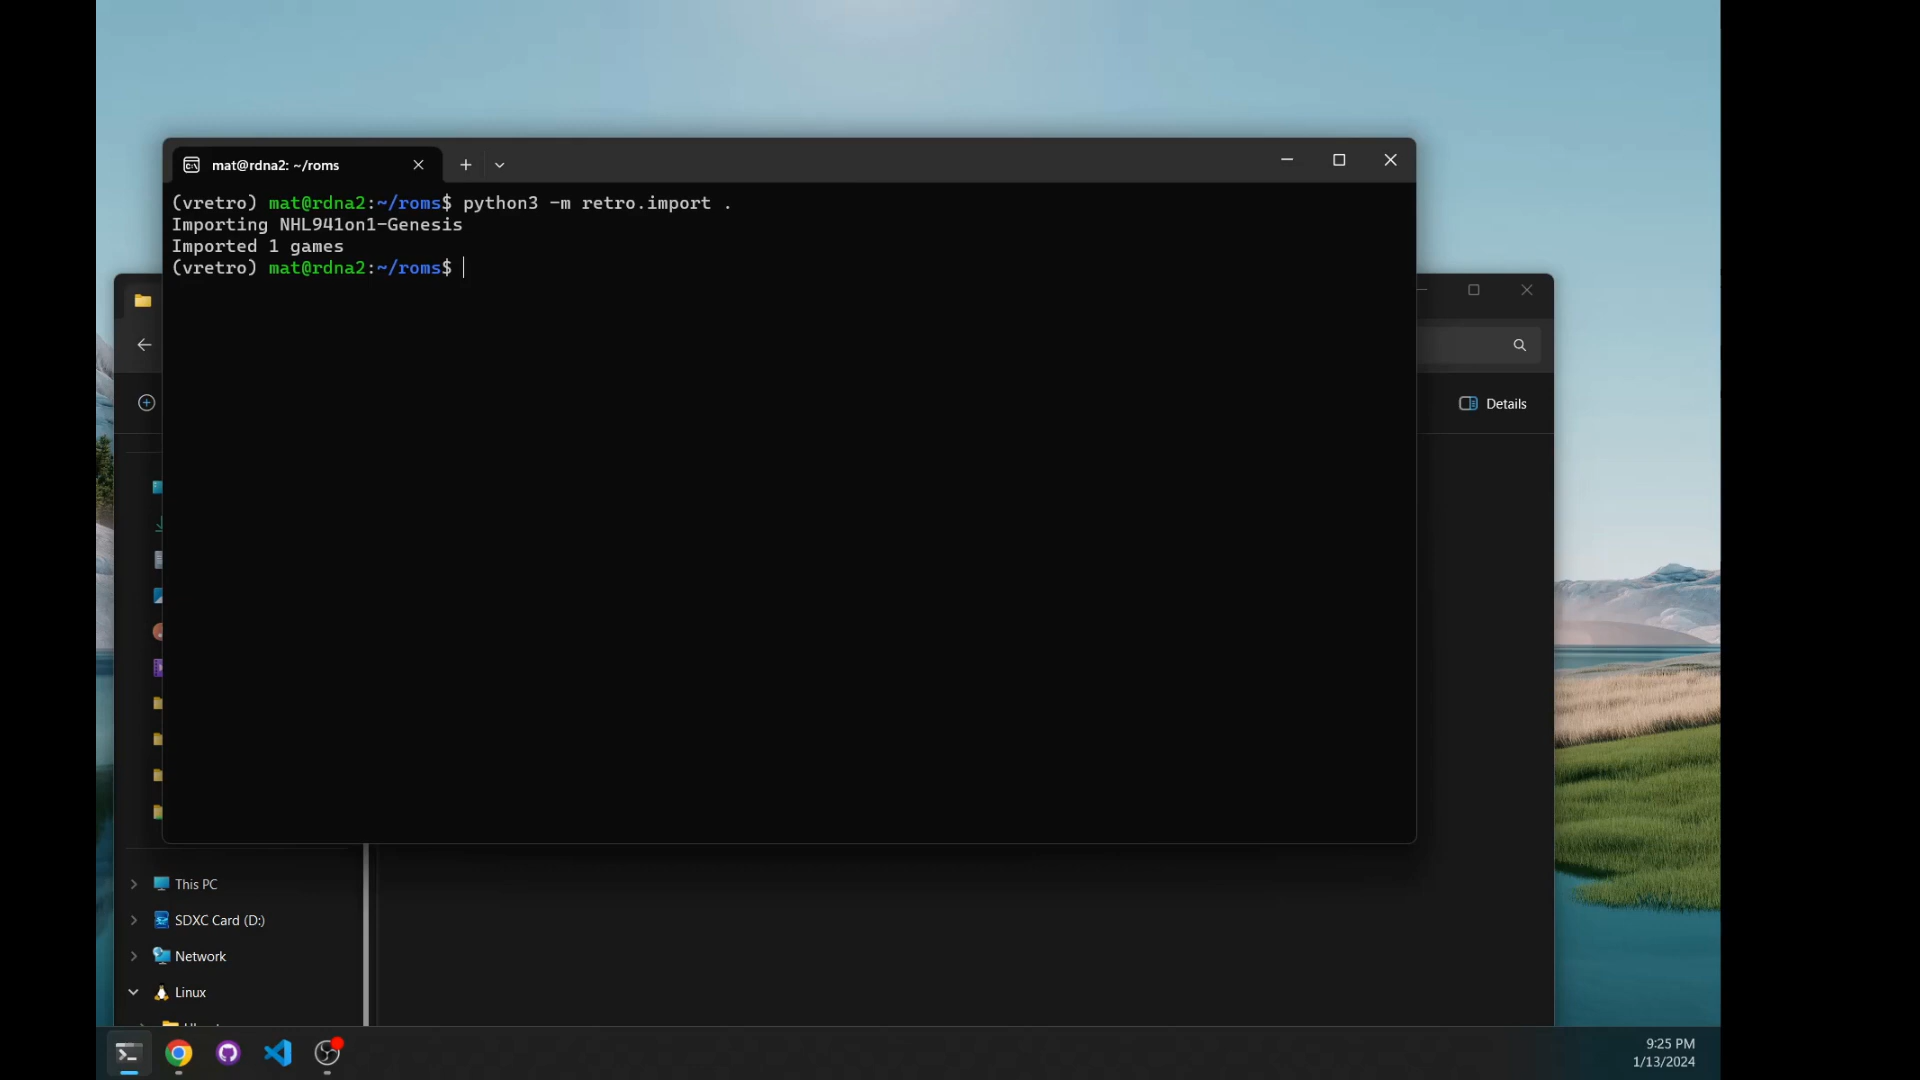 mat@rdna2: ~/roms
(vretro) mat@rdna2:~/roms$ python3 -m retro.import .
Importing NHL941on1-Genesis
Imported 1 games
(vretro) mat@rdna2:~/roms$
Details
This PC
SDXC Card (D:)
Network
Linux
9:25 PM
1/13/2024